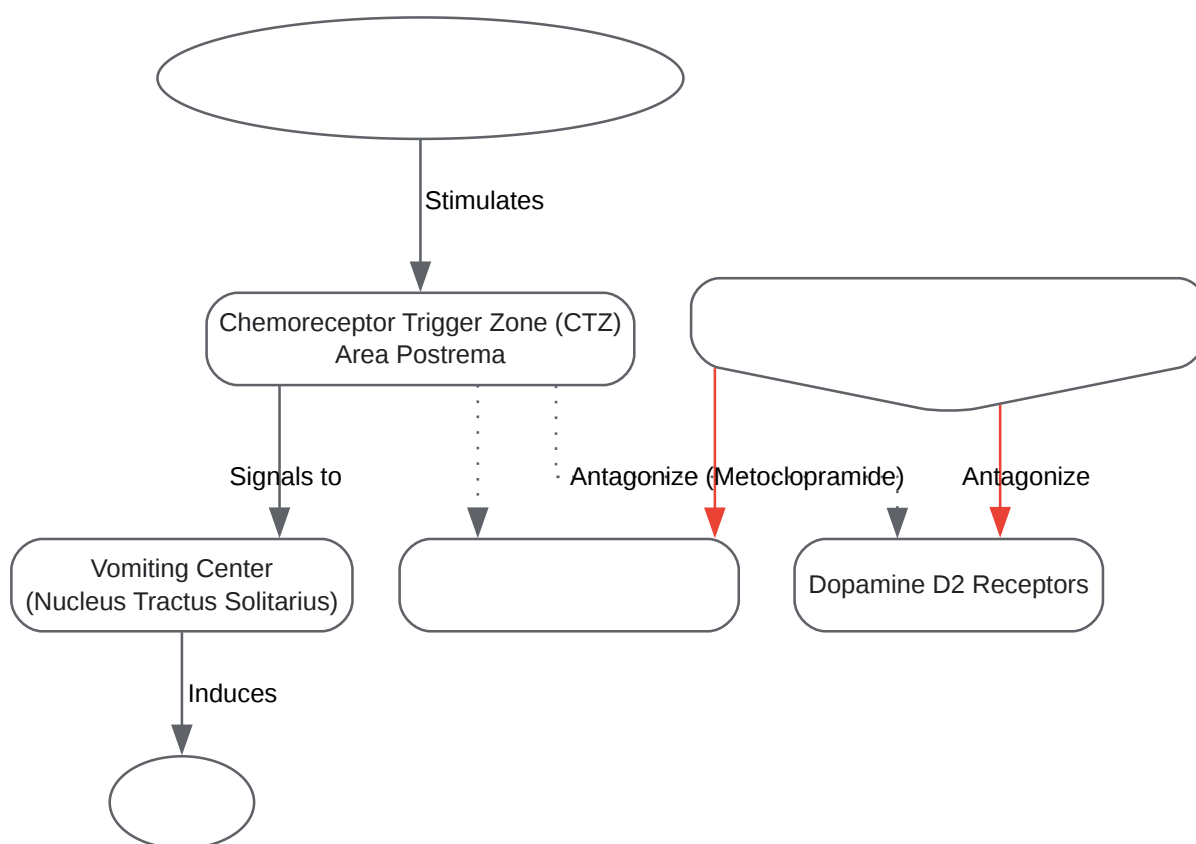 Stimulates
Chemoreceptor Trigger Zone (CTZ)
Area Postrema
Signals to
Antagonize (Metoclopramide)
Antagonize
Vomiting Center
(Nucleus Tractus Solitarius)
Dopamine D2 Receptors
Induces